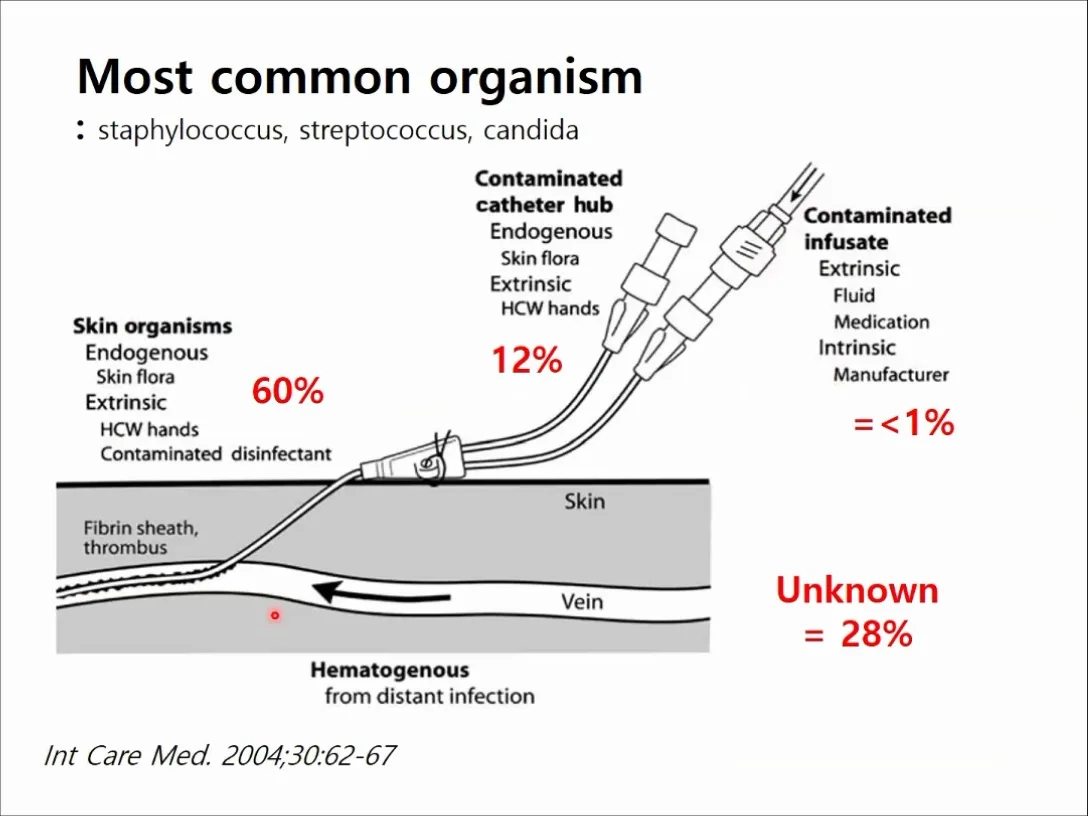 Most common organism
: staphylococcus, streptococcus, candida
Contaminated
catheter hub
Endogenous
Skin flora
Extrinsic
HCW hands
12%
Contaminated
infusate
Extrinsic
Fluid
Medication
Intrinsic
Manufacturer
=<1%
Skin organisms
Endogenous
Skin flora
Extrinsic
HCW hands
Contaminated disinfectant
60%
Skin
Fibrin sheath,
thrombus
Vein
Unknown
= 28%
Hematogenous
from distant infection
Int Care Med. 2004;30:62-67